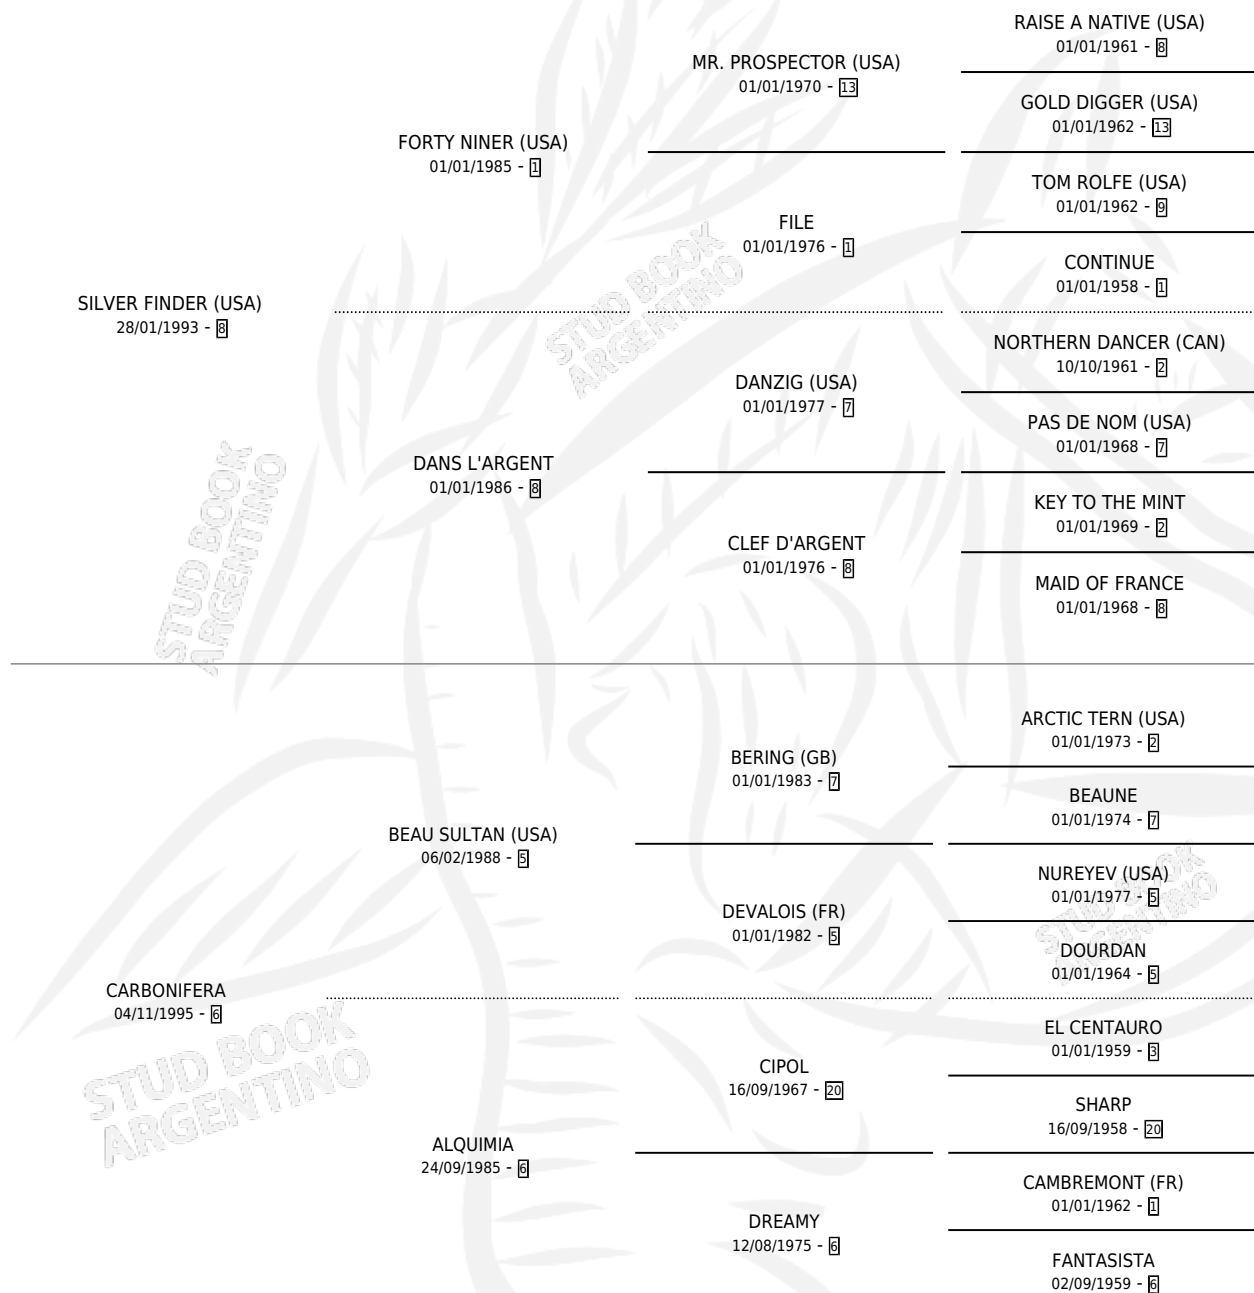 RAISE A NATIVE (USA)
01/01/1961 - 8
MR. PROSPECTOR (USA)
01/01/1970 - 13
GOLD DIGGER (USA)
01/01/1962 - 13
FORTY NINER (USA)
01/01/1985 - 1
TOM ROLFE (USA)
01/01/1962 - 9
FILE
01/01/1976 - 1
CONTINUE
01/01/1958 - 1
SILVER FINDER (USA)
28/01/1993 - 8
NORTHERN DANCER (CAN)
10/10/1961 - 2
DANZIG (USA)
01/01/1977 - 7
PAS DE NOM (USA)
01/01/1968 - 7
DANS L'ARGENT
01/01/1986 - 8
KEY TO THE MINT
01/01/1969 - 2
CLEF D'ARGENT
01/01/1976 - 8
MAID OF FRANCE
01/01/1968 - 8
ARCTIC TERN (USA)
01/01/1973 - 2
BERING (GB)
01/01/1983 - 7
BEAUNE
01/01/1974 - 7
BEAU SULTAN (USA)
06/02/1988 - 5
NUREYEV (USA)
01/01/1977 - 5
DEVALOIS (FR)
01/01/1982 - 5
DOURDAN
01/01/1964 - 5
CARBONIFERA
04/11/1995 - 6
EL CENTAURO
01/01/1959 - 3
CIPOL
16/09/1967 - 20
SHARP
16/09/1958 - 20
ALQUIMIA
24/09/1985 - 6
CAMBREMONT (FR)
01/01/1962 - 1
DREAMY
12/08/1975 - 6
FANTASISTA
02/09/1959 - 6
STUD BOOK
ARGENTINO
STUD BOOK
ARGENTINO
STUD BOOK
ARGENTINO
STUD BOOK
ARGENTINO